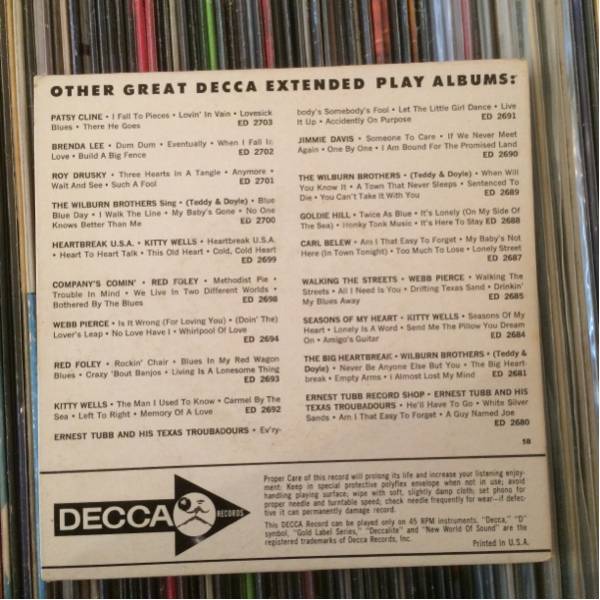 OTHER GREAT DECCA EXTENDED PLAY ALBUMS:
PATSY CLINE • I Fall To Pieces • Lovin' In Vain • Lovesick
Blues • There He Goes ED 2703
BRENDA LEE • Dum Dum • Eventually • When I Fall In
Love • Build A Big Fence ED 2702
ROY DRUSKY • Three Hearts In A Tangle • Anymore •
Wait And See • Such A Fool ED 2701
THE WILBURN BROTHERS Sing • (Teddy & Doyle) • Blue
Blue Day • I Walk The Line • My Baby's Gone • No One
Knows Better Than Me ED 2700
HEARTBREAK U.S.A. • KITTY WELLS • Heartbreak U.S.A.
• Heart To Heart Talk • This Old Heart • Cold, Cold Heart
ED 2699
COMPANY'S COMIN' • RED FOLEY • Methodist Pie •
Trouble In Mind • We Live In Two Different Worlds •
Bothered By The Blues ED 2698
WEBB PIERCE • Is It Wrong (For Loving You) • (Doin' The)
Lover's Leap • No Love Have I • Whirlpool Of Love
ED 2694
RED FOLEY • Rockin' Chair • Blues In My Red Wagon
Blues • Crazy 'Bout Banjos • Living Is A Lonesome Thing
ED 2693
KITTY WELLS • The Man I Used To Know • Carmel By The
Sea • Left To Right • Memory Of A Love ED 2692
ERNEST TUBB AND HIS TEXAS TROUBADOURS • Ev'ry-
body's Somebody's Fool • Let The Little Girl Dance • Live
It Up • Accidently On Purpose ED 2691
JIMMIE DAVIS • Someone To Care • If We Never Meet
Again • One By One • I Am Bound For The Promised Land
ED 2690
THE WILBURN BROTHERS • (Teddy & Doyle) • When Will
You Know It • A Town That Never Sleeps • Sentenced To
Die • You Can't Take It With You ED 2689
GOLDIE HILL • Twice As Blue • It's Lonely (On My Side Of
The Sea) • Honky Tonk Music • It's Here To Stay ED 2688
CARL BELEW • Am I That Easy To Forget • My Baby's Not
Here (In Town Tonight) • Too Much To Lose • Lonely Street
ED 2687
WALKING THE STREETS • WEBB PIERCE • Walking The
Streets • All I Need Is You • Drifting Texas Sand • Drinkin'
My Blues Away ED 2685
SEASONS OF MY HEART • KITTY WELLS • Seasons Of My
Heart • Lonely Is A Word • Send Me The Pillow You Dream
On • Amigo's Guitar ED 2684
THE BIG HEARTBREAK • WILBURN BROTHERS • (Teddy &
Doyle) • Never Be Anyone Else But You • The Big Heart-
break • Empty Arms • I Almost Lost My Mind ED 2681
ERNEST TUBB RECORD SHOP • ERNEST TUBB AND HIS
TEXAS TROUBADOURS • He'll Have To Go • White Silver
Sands • Am I That Easy To Forget • A Guy Named Joe
ED 2680
58
DECCA RECORDS
Proper Care of this record will prolong its life and increase your listening enjoy-
ment: Keep in special protective polyflex envelope when not in use; avoid
handling playing surface; wipe with soft, slightly damp cloth; set phono for
proper needle and turntable speed; check needle frequently for wear—if defec-
tive it can permanently damage record.
This DECCA Record can be played only on 45 RPM instruments. "Decca," "D"
symbol, "Gold Label Series," "Deccalite" and "New World Of Sound" are the
registered trademarks of Decca Records, Inc.
Printed in U.S.A.